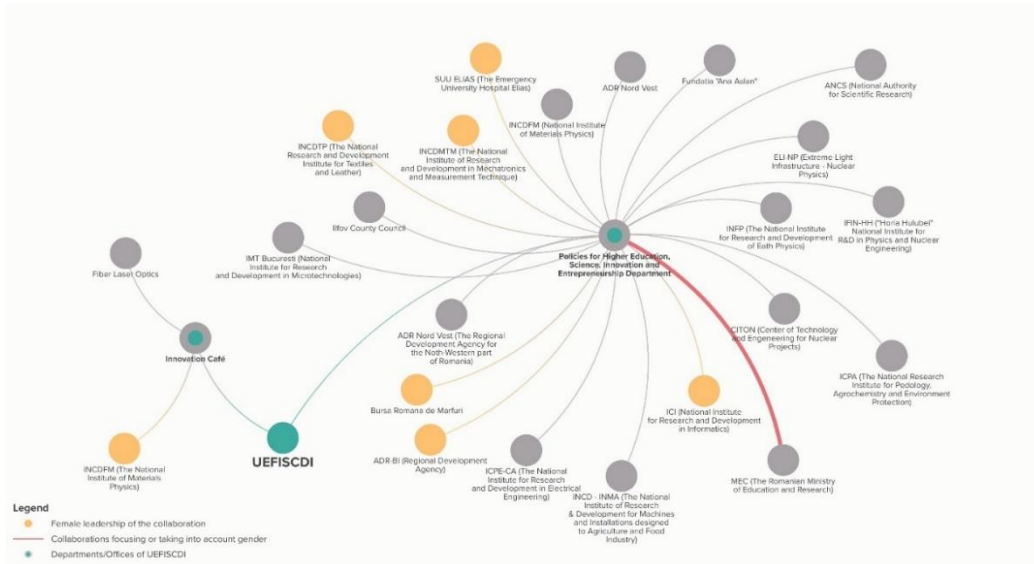 SUU ELIAS (The Emergency
University Hospital Elias)
ADR Nord Vest
Fundatia "Ana Aslan"
ANCS (National Authority
for Scientific Research)
INCDFM (National Institute
of Materials Physics)
INCDTP (The National
Research and Development
Institute for Textiles
and Leather)
INCDMTM (The National
Institute of Research
and Development in Mechatronics
and Measurement Technique)
ELI-NP (Extreme Light
Infrastructure - Nuclear
Physics)
Ilfov County Council
IMT Bucuresti (National
Institute for Research
and Development in Microtechnologies)
INFP (The National Institute
for Research and Development
of Eath Physics)
IFIN-HH ("Horia Hulubei"
National Institute for
R&D in Physics and Nuclear
Engineering)
Fiber Laser Optics
Policies for Higher Education,
Science, Innovation and
Entrepreneurship Department
ADR Nord Vest (The Regional
Development Agency for
the Noth-Western part
of Romania)
CITON (Center of Technology
and Engeneering for Nuclear
Projects)
Innovation Café
ICPA (The National Research
Institute for Pedology,
Agrochemistry and Environment
Protection)
Bursa Romana de Marfuri
ICI (National Institute
for Research and Development
in Informatics)
UEFISCDI
ADR-BI (Regional Development
Agency)
INCDFM (The National
Institute of Materials
Physics)
ICPE-CA (The National
Institute for Research
and Development in Electrical
Engineering)
INCD - INMA (The National
Institute of Research
& Development for Machines
and Installations designed
to Agriculture and Food
Industry)
MEC (The Romanian Ministry
of Education and Research)
Legend
Female leadership of the collaboration
Collaborations focusing or taking into account gender
Departments/Offices of UEFISCDI